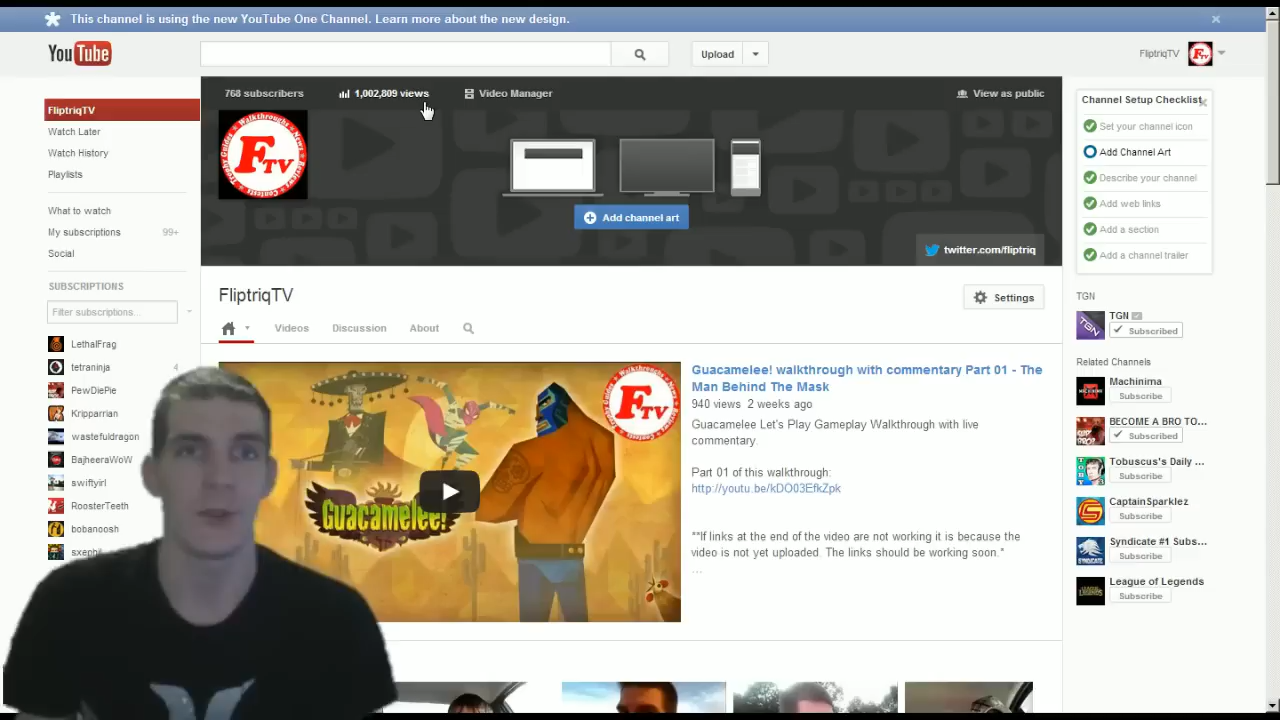 This channel is using the new YouTube One Channel. Learn more about the new design.
YouTube
Upload
FliptriqTV
768 subscribers
1,002,809 views
Video Manager
View as public
FliptriqTV
Watch Later
Watch History
Playlists
What to watch
My subscriptions 99+
Social
SUBSCRIPTIONS
Filter subscriptions...
LethalFrag
tetraninja 4
PewDiePie
Kripparrian
wastefuldragon
BajheeraWoW
swiftyirl
RoosterTeeth
bobanoosh
sxephil
FTV
Add channel art
twitter.com/fliptriq
FliptriqTV
Settings
Videos
Discussion
About
Guacamelee!
FTV
Guacamelee! walkthrough with commentary Part 01 - The
Man Behind The Mask
940 views 2 weeks ago
Guacamelee Let's Play Gameplay Walkthrough with live
commentary.
Part 01 of this walkthrough:
http://youtu.be/kDO03EfkZpk
**If links at the end of the video are not working it is because the
video is not yet uploaded. The links should be working soon.*
...
Channel Setup Checklist
Set your channel icon
Add Channel Art
Describe your channel
Add web links
Add a section
Add a channel trailer
TGN
TGN
Subscribed
Related Channels
Machinima
Subscribe
BECOME A BRO TO...
Subscribed
Tobuscus's Daily ...
Subscribe
CaptainSparklez
Subscribe
Syndicate #1 Subs...
Subscribe
League of Legends
Subscribe